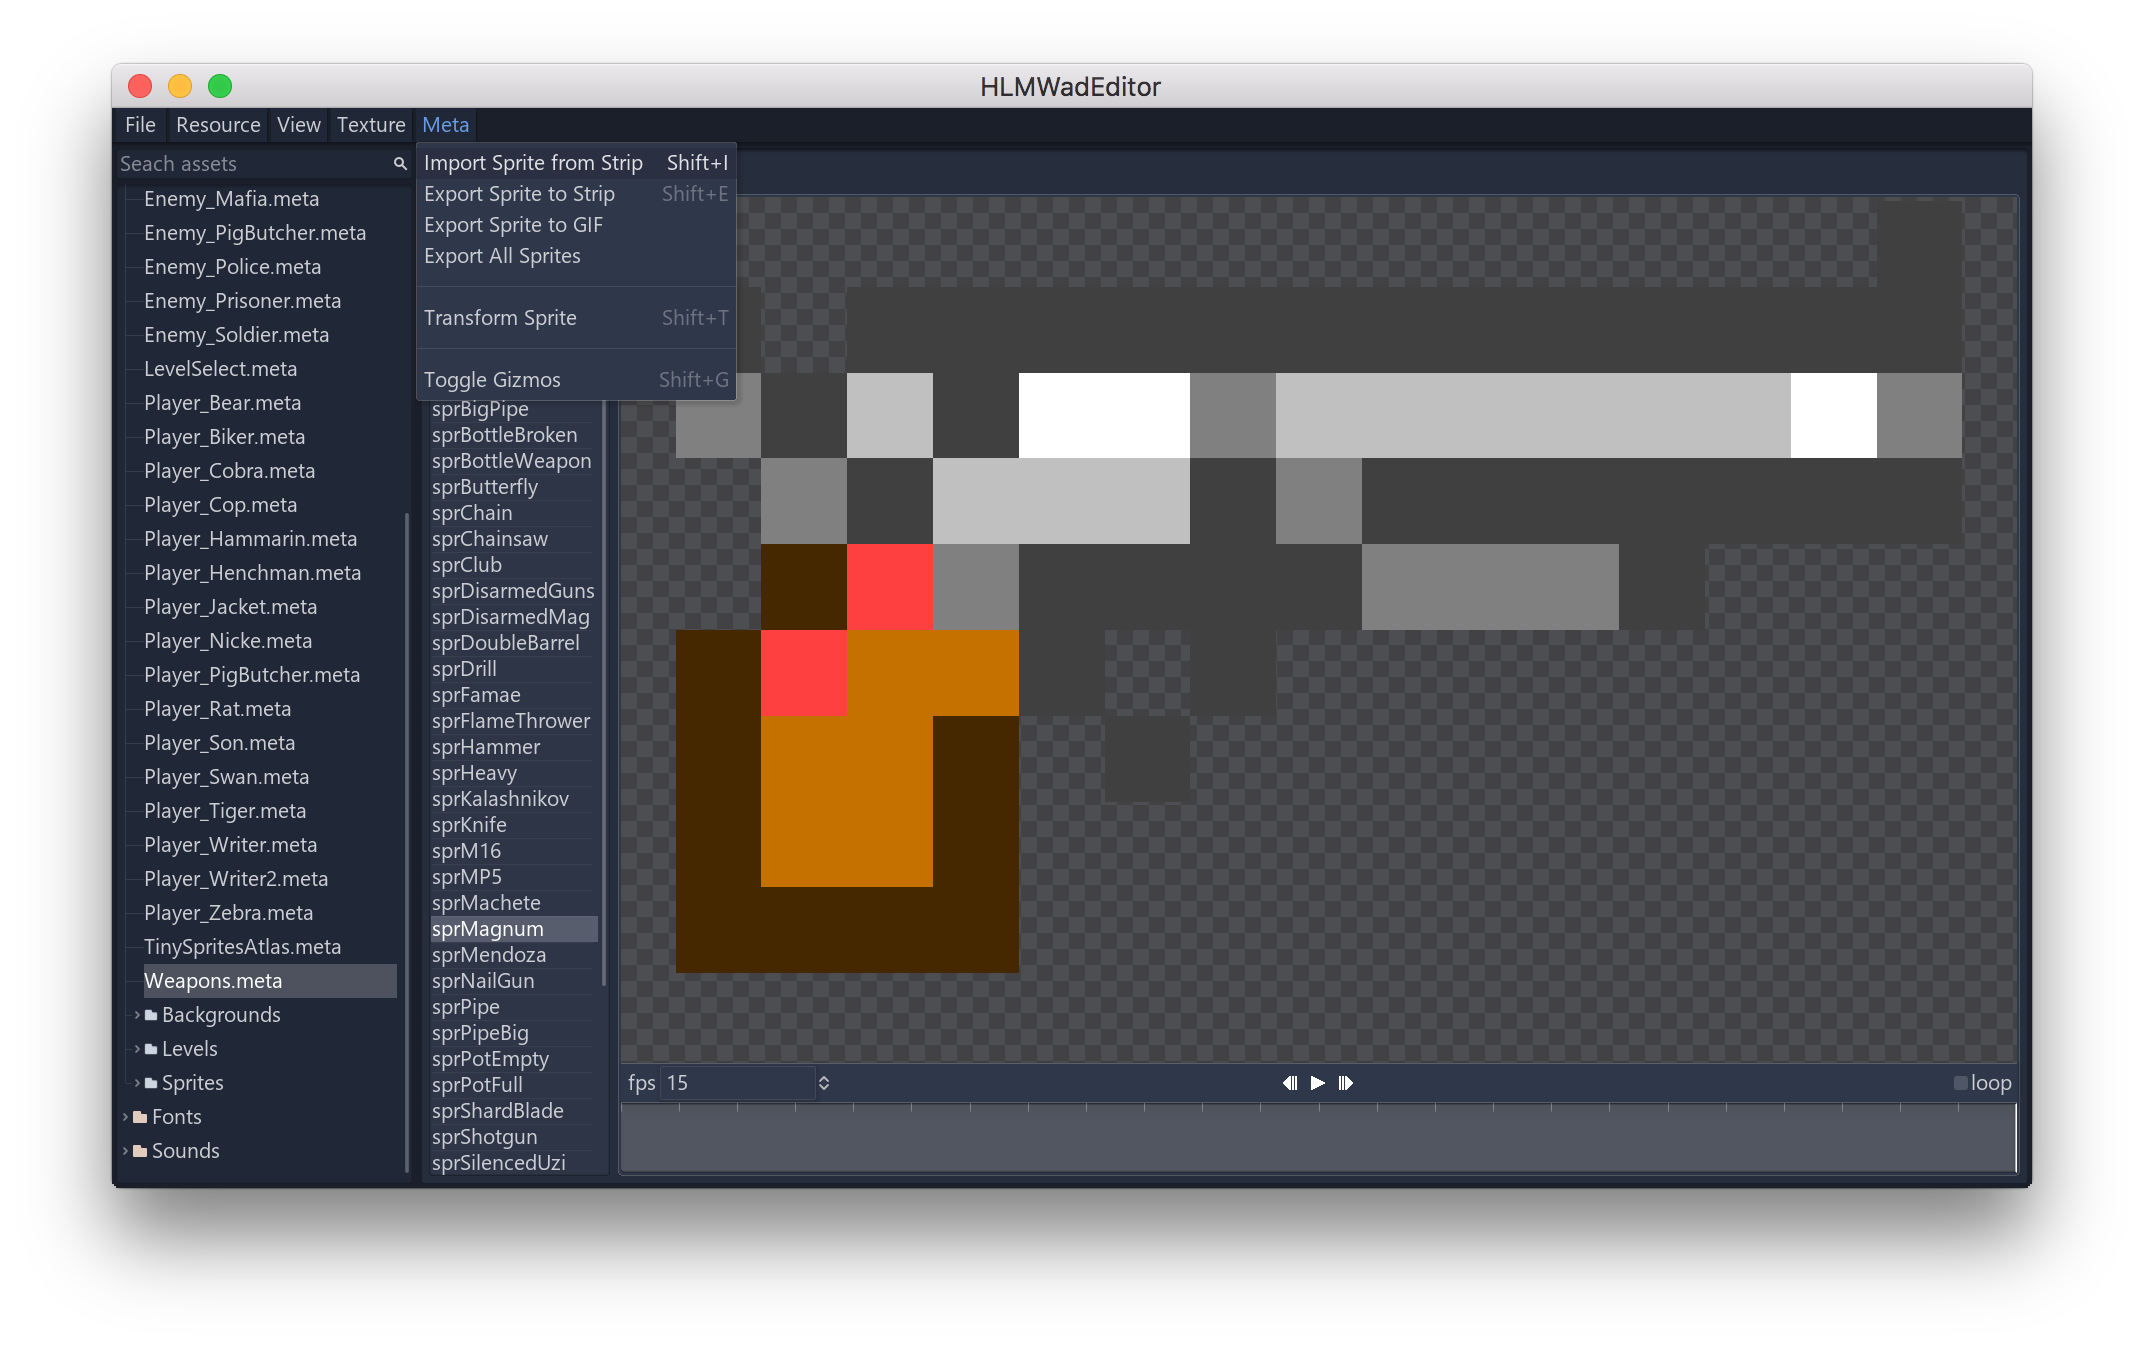 HLMWadEditor
File Resource View Texture Meta
Seach assets
Enemy_Mafia.meta
Enemy_PigButcher.meta
Enemy_Police.meta
Enemy_Prisoner.meta
Enemy_Soldier.meta
LevelSelect.meta
Player_Bear.meta
Player_Biker.meta
Player_Cobra.meta
Player_Cop.meta
Player_Hammarin.meta
Player_Henchman.meta
Player_Jacket.meta
Player_Nicke.meta
Player_PigButcher.meta
Player_Rat.meta
Player_Son.meta
Player_Swan.meta
Player_Tiger.meta
Player_Writer.meta
Player_Writer2.meta
Player_Zebra.meta
TinySpritesAtlas.meta
Weapons.meta
Backgrounds
Levels
Sprites
Fonts
Sounds
Import Sprite from Strip Shift+I
Export Sprite to Strip Shift+E
Export Sprite to GIF
Export All Sprites
Transform Sprite Shift+T
Toggle Gizmos Shift+G
sprBigPipe
sprBottleBroken
sprBottleWeapon
sprButterfly
sprChain
sprChainsaw
sprClub
sprDisarmedGuns
sprDisarmedMag
sprDoubleBarrel
sprDrill
sprFamae
sprFlameThrower
sprHammer
sprHeavy
sprKalashnikov
sprKnife
sprM16
sprMP5
sprMachete
sprMagnum
sprMendoza
sprNailGun
sprPipe
sprPipeBig
sprPotEmpty
sprPotFull
sprShardBlade
sprShotgun
sprSilencedUzi
fps 15 loop